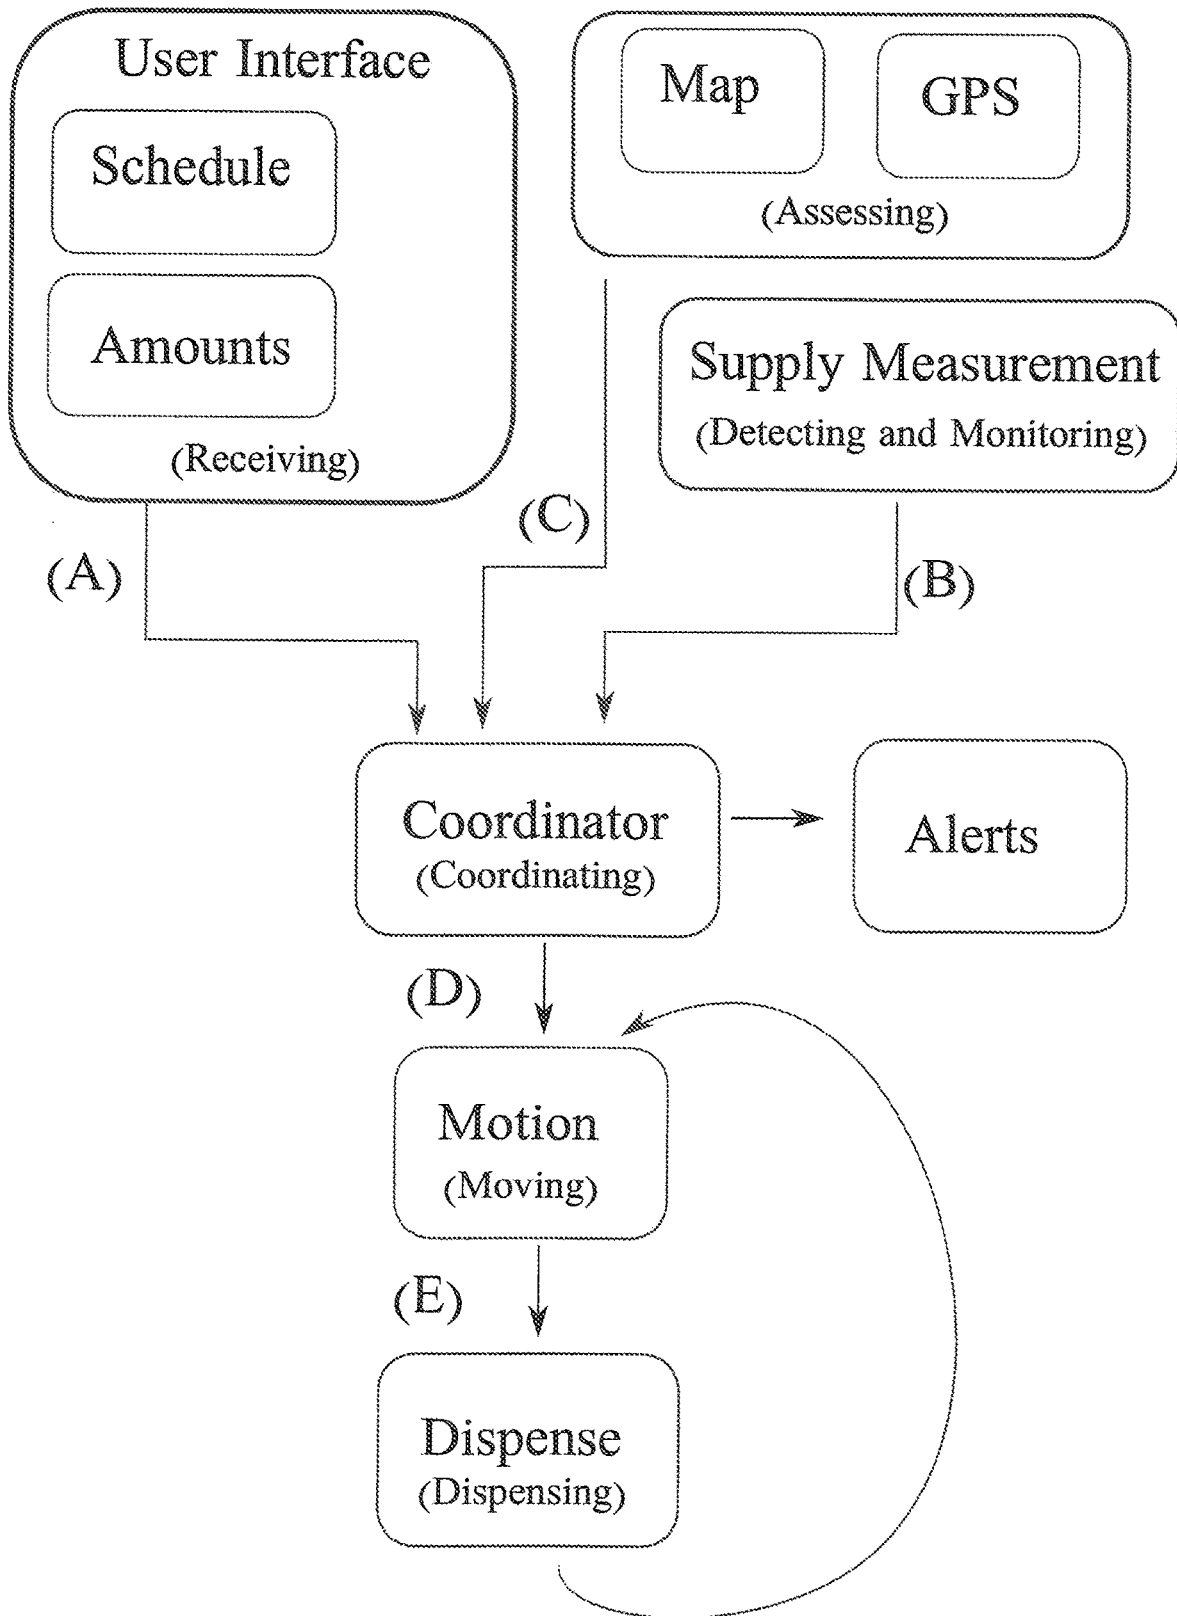 User Interface
Schedule
Amounts
(Receiving)
Map
GPS
(Assessing)
Supply Measurement
(Detecting and Monitoring)
(A)
(C)
(B)
Coordinator
(Coordinating)
Alerts
(D)
Motion
(Moving)
(E)
Dispense
(Dispensing)